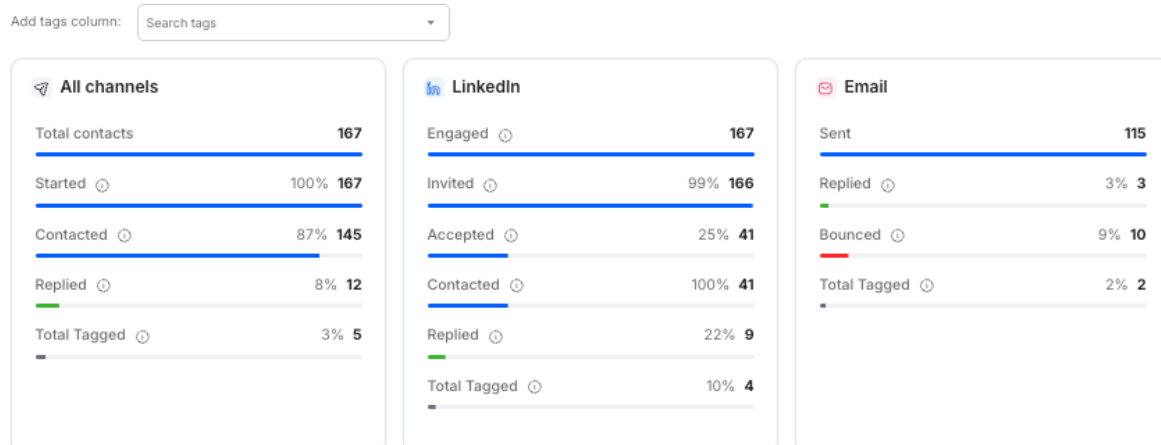 Add tags column: Search tags
All channels
Total contacts 167
Started 100% 167
Contacted 87% 145
Replied 8% 12
Total Tagged 3% 5
LinkedIn
Engaged 167
Invited 99% 166
Accepted 25% 41
Contacted 100% 41
Replied 22% 9
Total Tagged 10% 4
Email
Sent 115
Replied 3% 3
Bounced 9% 10
Total Tagged 2% 2